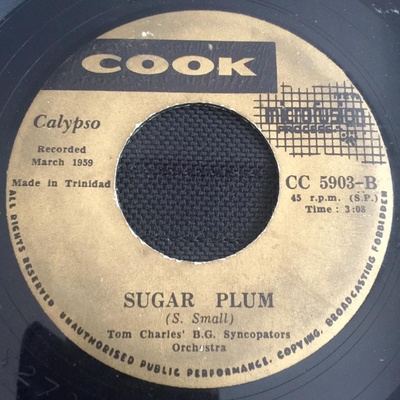 COOK
microfusion
PROCESS
Calypso
Recorded
March 1959
Made in Trinidad
CC 5903-B
45 r.p.m. (S.P.)
Time : 3:08
SUGAR PLUM
(S. Small)
Tom Charles' B.G. Syncopators
Orchestra
ALL RIGHTS RESERVED UNAUTHORISED PUBLIC PERFORMANCE, COPYING, BROADCASTING FORBIDDEN